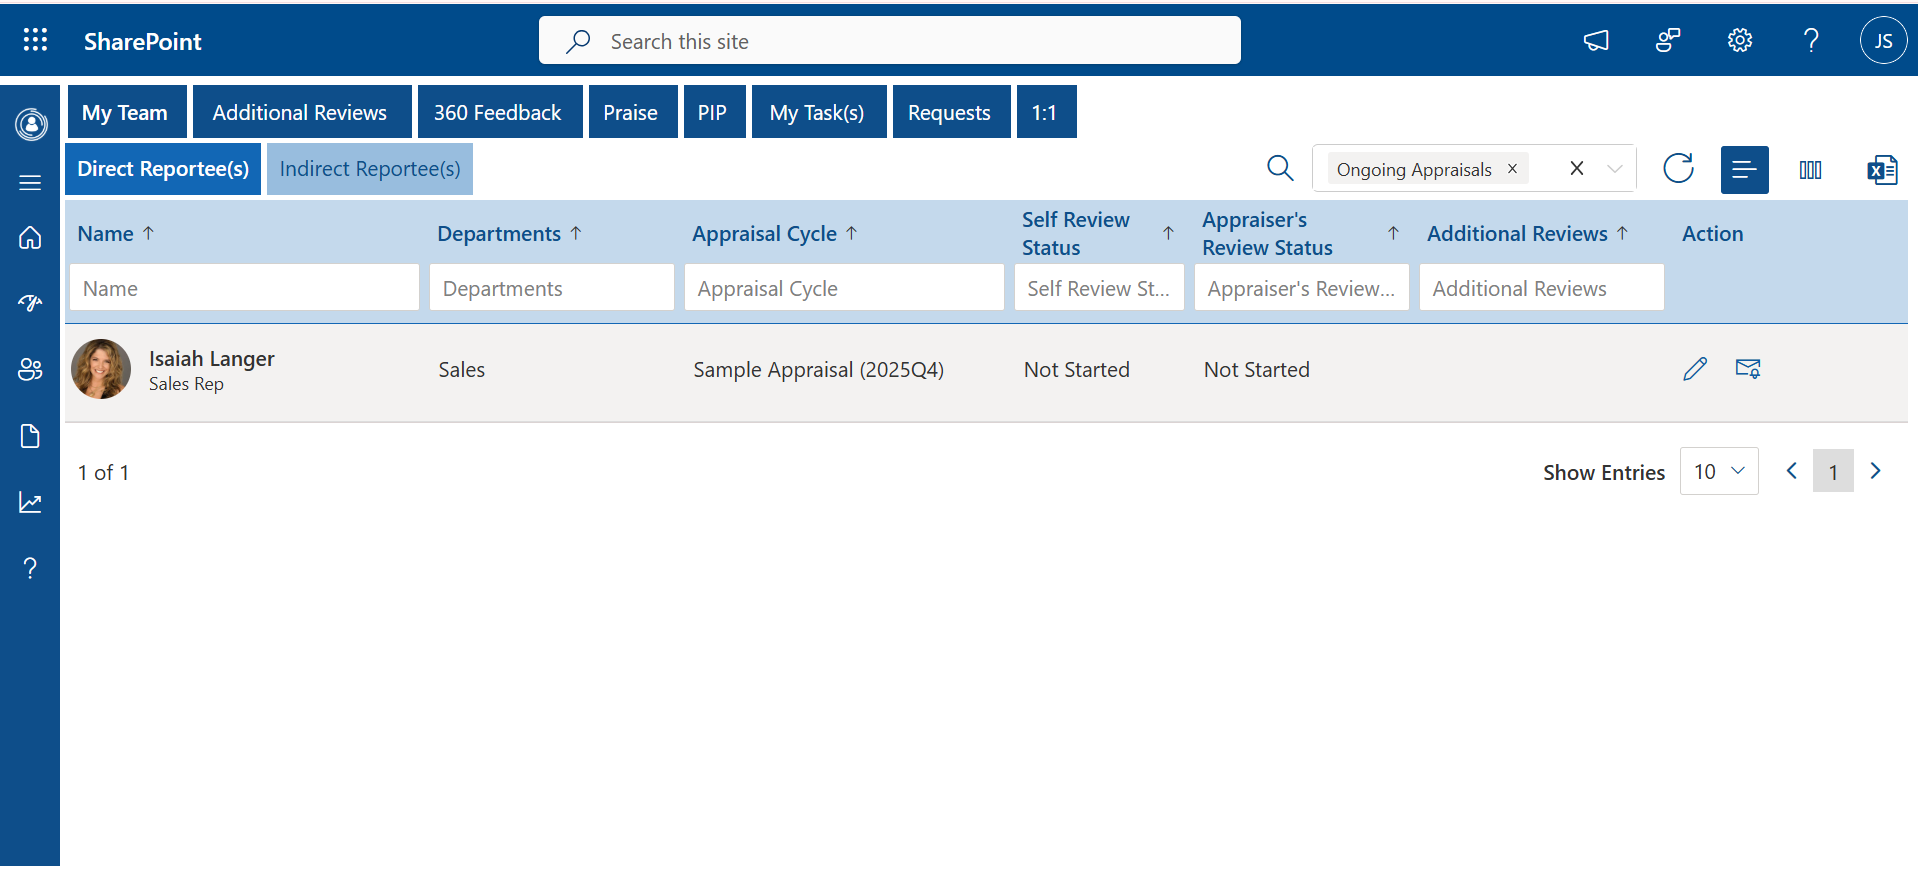 SharePoint
Search this site
JS
My Team
Additional Reviews
360 Feedback
Praise
PIP
My Task(s)
Requests
1:1
Direct Reportee(s)
Indirect Reportee(s)
Ongoing Appraisals
Name
Departments
Appraisal Cycle
Self Review
Status
Appraiser's
Review Status
Additional Reviews
Action
Name
Departments
Appraisal Cycle
Self Review St...
Appraiser's Review...
Additional Reviews
Isaiah Langer
Sales Rep
Sales
Sample Appraisal (2025Q4)
Not Started
Not Started
1 of 1
Show Entries
10
1